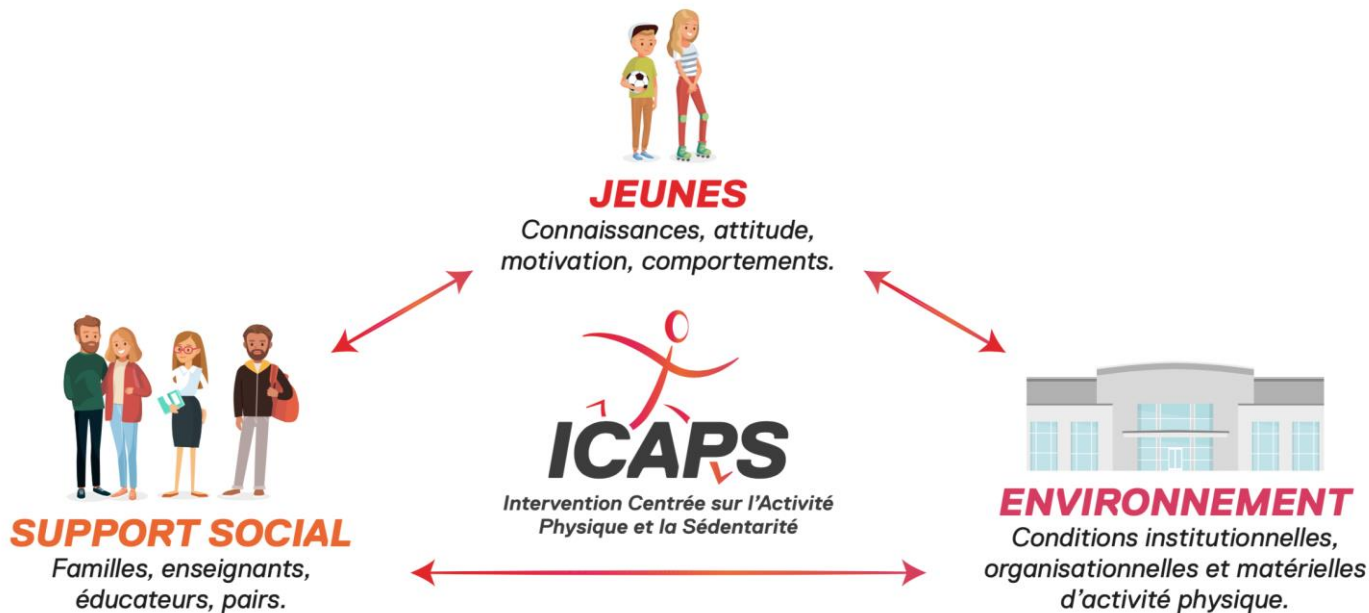 JEUNES
Connaissances, attitude,
motivation, comportements.
ICAPS
Intervention Centrée sur l'Activité
Physique et la Sédentarité
SUPPORT SOCIAL
Familles, enseignants,
éducateurs, pairs.
ENVIRONNEMENT
Conditions institutionnelles,
organisationnelles et matérielles
d'activité physique.